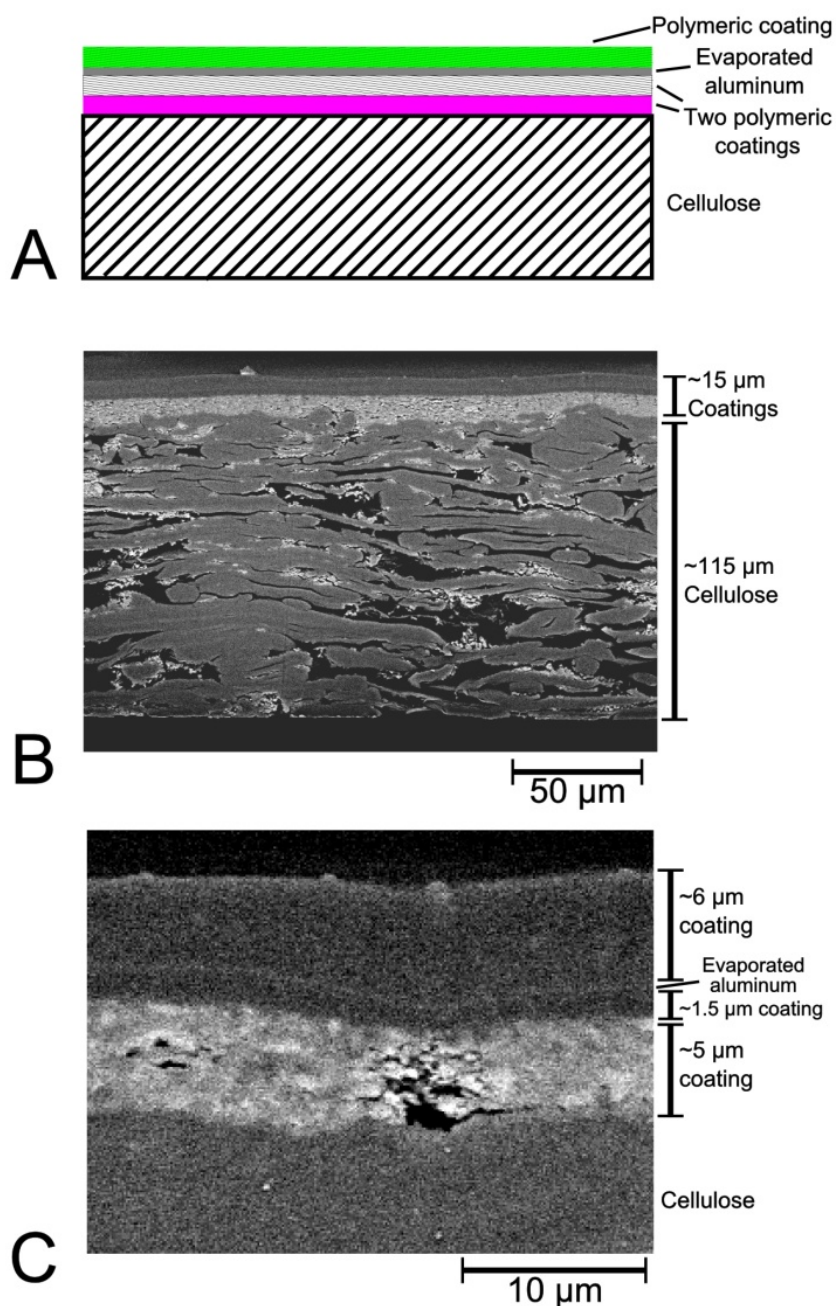 Polymeric coating
Evaporated
aluminum
Two polymeric
coatings
Cellulose
A
~15 µm
Coatings
~115 µm
Cellulose
B
50 µm
~6 µm
coating
Evaporated
aluminum
~1.5 µm coating
~5 µm
coating
Cellulose
C
10 µm